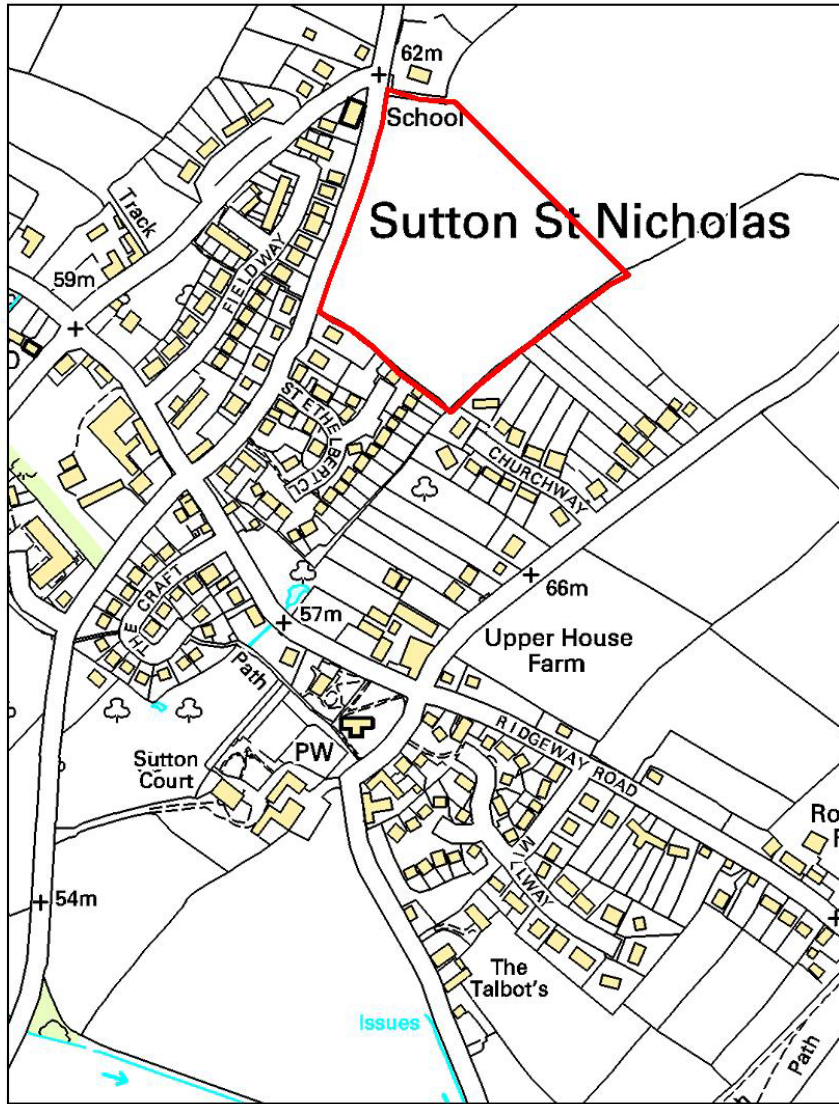 62m
School
Sutton St Nicholas
Track
FIELDWAY
59m
ST ETHELBERT CL
CHURCHWAY
66m
THE CRAFT
57m
Upper House
Farm
Path
RIDGEWAY ROAD
PW
Sutton
Court
54m
The
Talbot's
Issues
Path